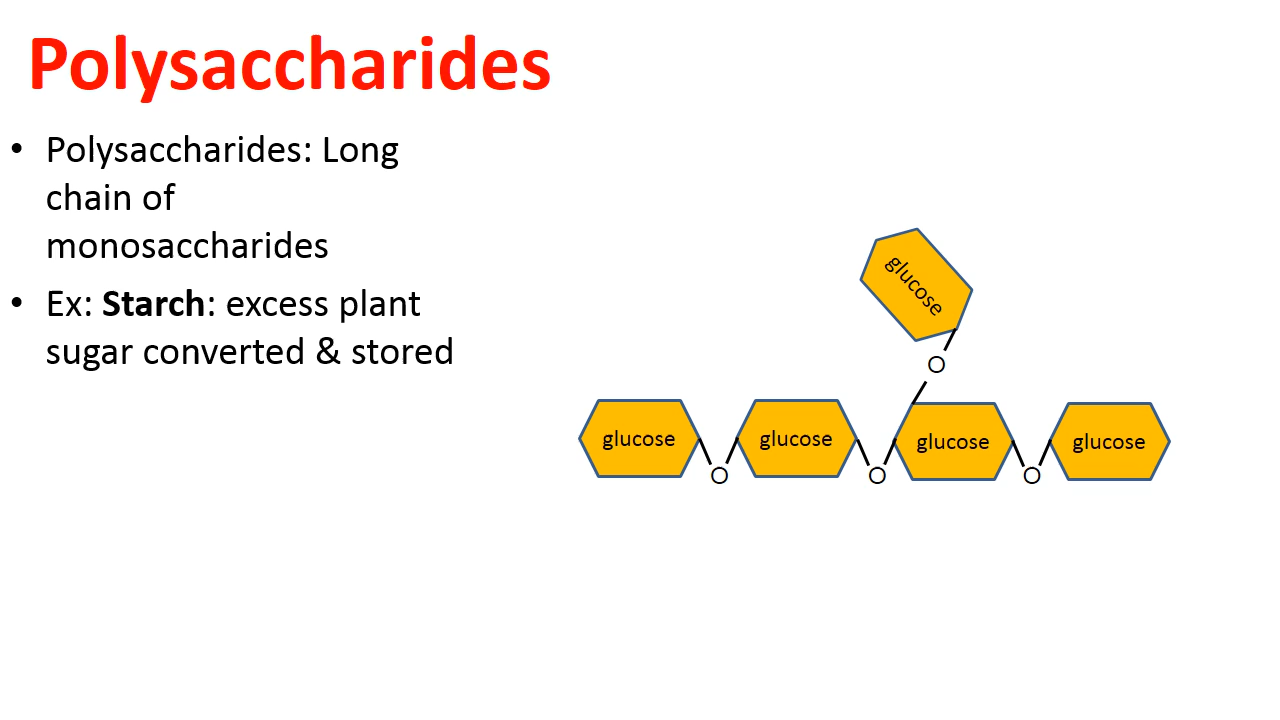 Polysaccharides
• Polysaccharides: Long
chain of
monosaccharides
• Ex: Starch: excess plant
sugar converted & stored
glucose
O
glucose
glucose
glucose
glucose
O
O
O